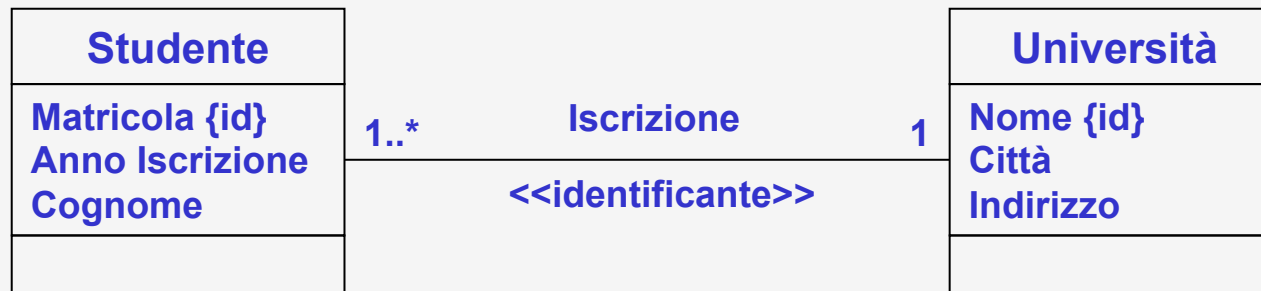 Studente
Matricola {id}
Anno Iscrizione
Cognome
1..*
Iscrizione
1
<<identificante>>
Università
Nome {id}
Città
Indirizzo